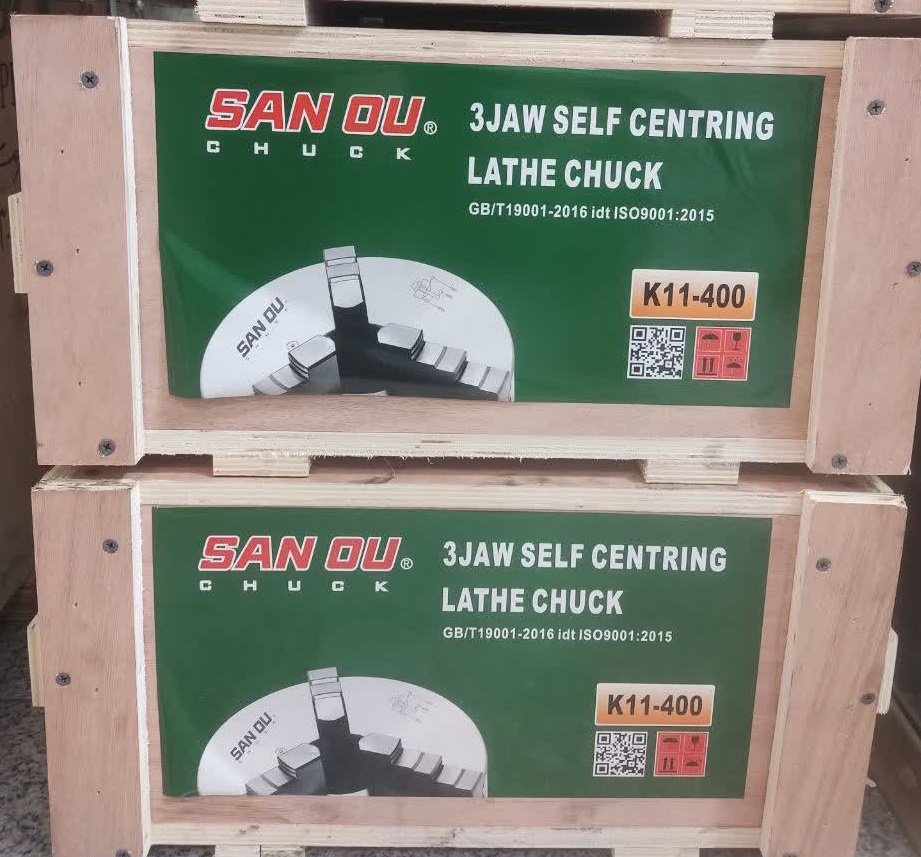 SAN OU®
CHUCK
3JAW SELF CENTRING
LATHE CHUCK
GB/T19001-2016 idt ISO9001:2015
SAN OU
K11-400
SAN OU®
CHUCK
3JAW SELF CENTRING
LATHE CHUCK
GB/T19001-2016 idt ISO9001:2015
SAN OU
K11-400